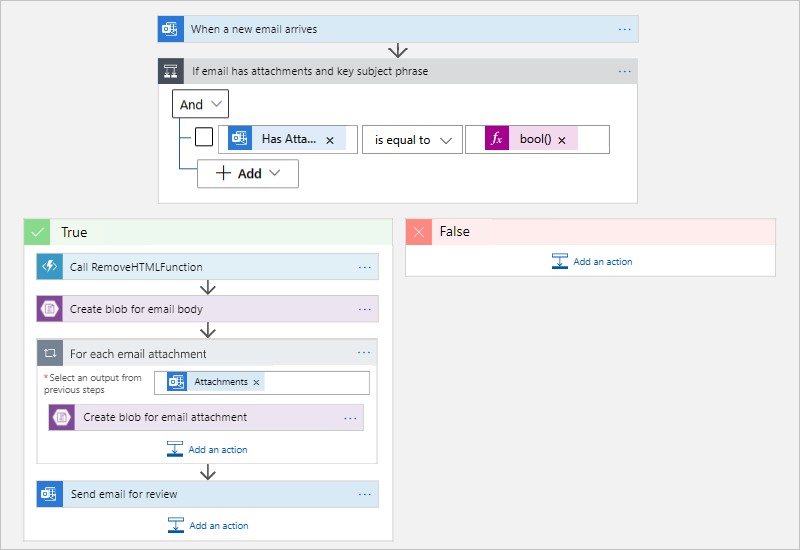 When a new email arrives
...
If email has attachments and key subject phrase
...
And
Has Atta... ×
is equal to
fx bool() ×
+ Add
True
False
Call RemoveHTMLFunction
...
Add an action
Create blob for email body
...
For each email attachment
...
*Select an output from
previous steps
Attachments ×
Create blob for email attachment
...
Add an action
Send email for review
...
Add an action